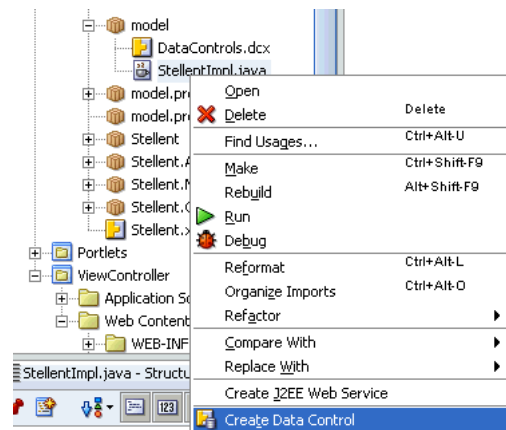 model
DataControls.dcx
StellentImpl.java
Open
model.pr
Delete Delete
model.pr
Find Usages... Ctrl+Alt-U
Stellent
Make Ctrl+Shift-F9
Stellent.A
Rebuild Alt+Shift-F9
Stellent.
Run
Stellent.
Debug
Stellent.x
Portlets
Reformat Ctrl+Alt-L
ViewController
Organize Imports Ctrl+Alt-O
Application So
Refactor
Web Content
Compare With
WEB-INF
Replace With
StellentImpl.java - Structu
Create J2EE Web Service
123
Create Data Control